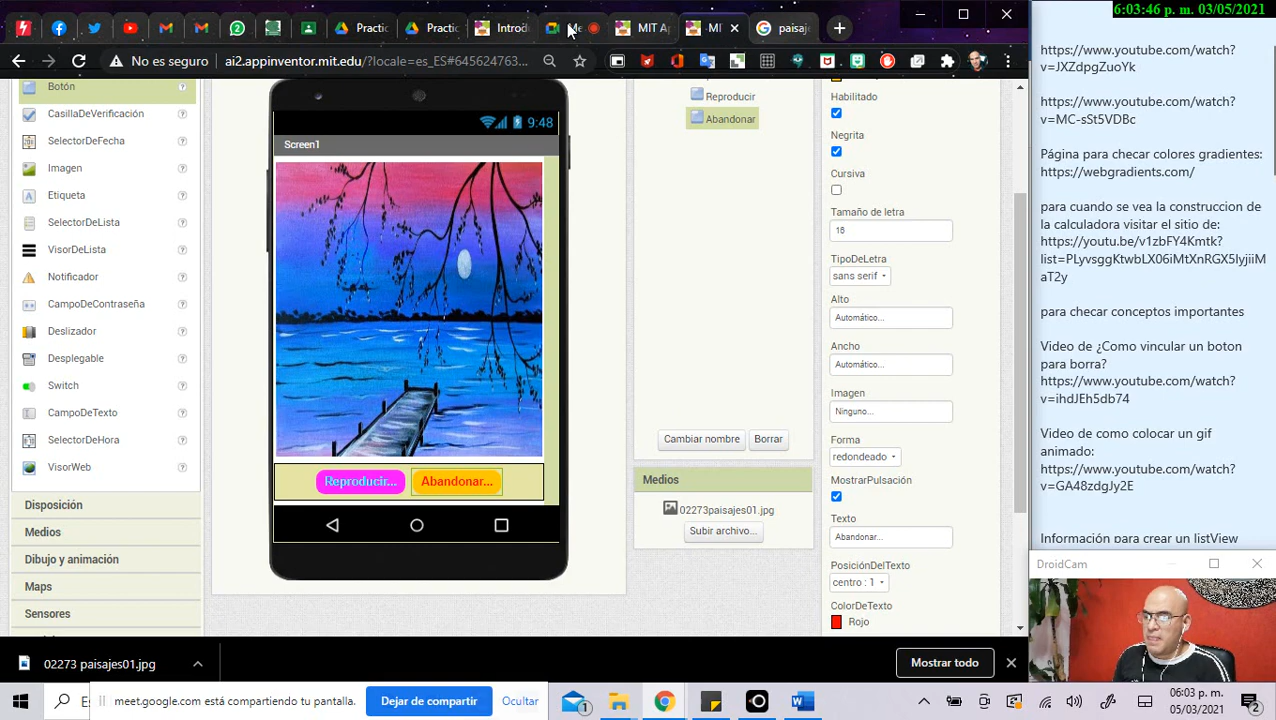 6:03:46 p. m. 03/05/2021
Practic
Practic
Introd
Me
MIT A
MI
paisaj
No es seguro
ai2.appinventor.mit.edu/?locale=es_ES#645624763...
Botón
CasillaDeVerificación
SelectorDeFecha
Imagen
Etiqueta
SelectorDeLista
VisorDeLista
Notificador
CampoDeContraseña
Deslizador
Desplegable
Switch
CampoDeTexto
SelectorDeHora
VisorWeb
Disposición
Medios
Dibujo y animación
Maps
Sensores
9:48
Screen1
Reproducir...
Abandonar...
Reproducir
Abandonar
Cambiar nombre
Borrar
Medios
02273paisajes01.jpg
Subir archivo...
Habilitado
Negrita
Cursiva
Tamaño de letra
18
TipoDeLetra
sans serif
Alto
Automático...
Ancho
Automático...
Imagen
Ninguno...
Forma
redondeado
MostrarPulsación
Texto
Abandonar...
PosiciónDelTexto
centro : 1
ColorDeTexto
Rojo
https://www.youtube.com/watch?
v=JXZdpgZuoYk
https://www.youtube.com/watch?
v=MC-sSt5VDBc
Página para checar colores gradientes:
https://webgradients.com/
para cuando se vea la construccion de
la calculadora visitar el sitio de:
https://youtu.be/v1zbFY4Kmtk?
list=PLyvsggKtwbLX06iMtXnRGX5lyjiiM
aT2y
para checar conceptos importantes
Video de ¿Como vincular un boton
para borra?
https://www.youtube.com/watch?
v=ihdJEh5db74
Video de como colocar un gif
animado:
https://www.youtube.com/watch?
v=GA48zdgJy2E
Información para crear un listView
DroidCam
02273 paisajes01.jpg
Mostrar todo
meet.google.com está compartiendo tu pantalla.
Dejar de compartir
Ocultar
06:03 p. m.
05/03/2021
2